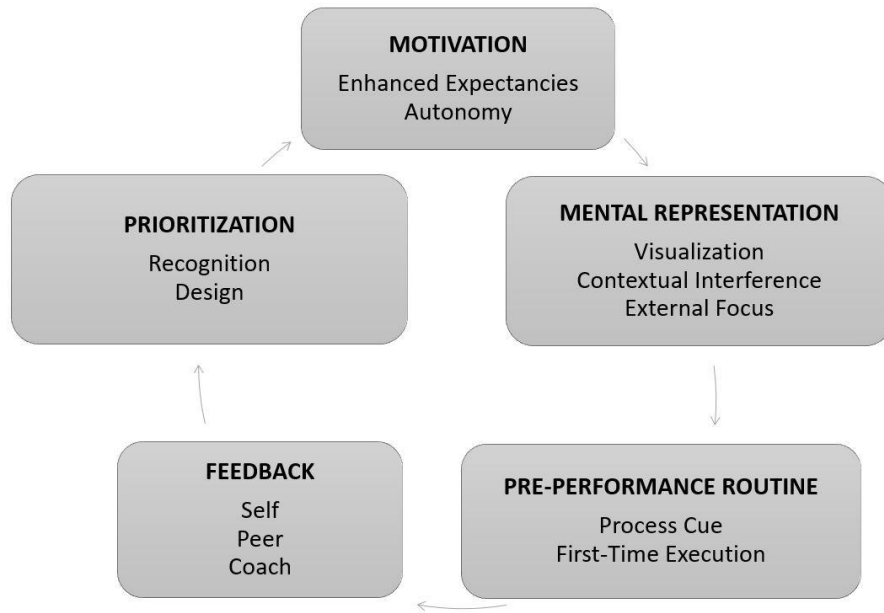 MOTIVATION
Enhanced Expectancies
Autonomy
MENTAL REPRESENTATION
Visualization
Contextual Interference
External Focus
PRE-PERFORMANCE ROUTINE
Process Cue
First-Time Execution
FEEDBACK
Self
Peer
Coach
PRIORITIZATION
Recognition
Design